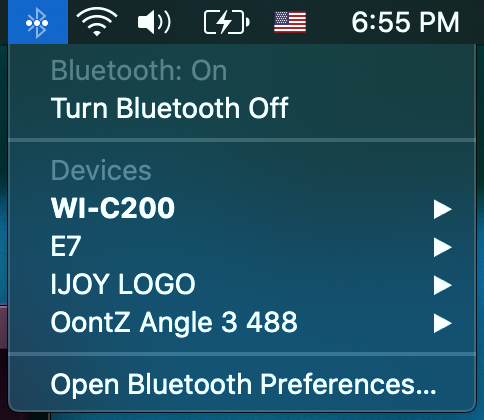 6:55 PM
Bluetooth: On
Turn Bluetooth Off
Devices
WI-C200
E7
IJOY LOGO
OontZ Angle 3 488
Open Bluetooth Preferences...